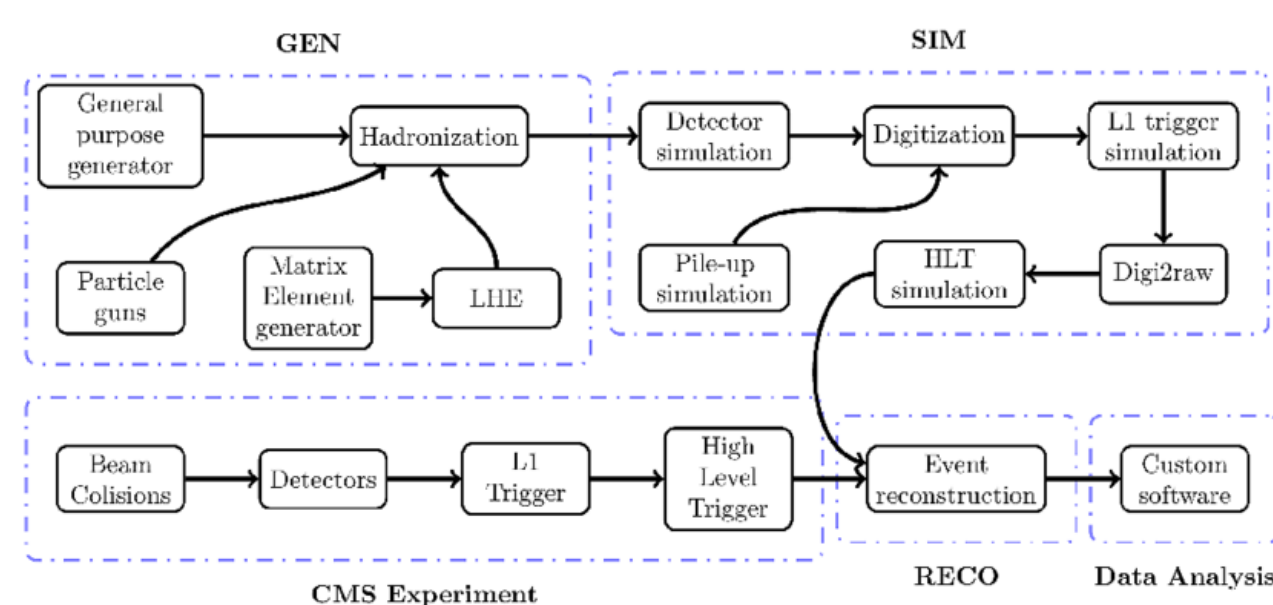 GEN
SIM
General
purpose
generator
Hadronization
Particle
guns
Matrix
Element
generator
LHE
Detector
simulation
Digitization
L1 trigger
simulation
Pile-up
simulation
HLT
simulation
Digi2raw
Beam
Colisions
Detectors
L1
Trigger
High
Level
Trigger
Event
reconstruction
Custom
software
CMS Experiment
RECO
Data Analysis